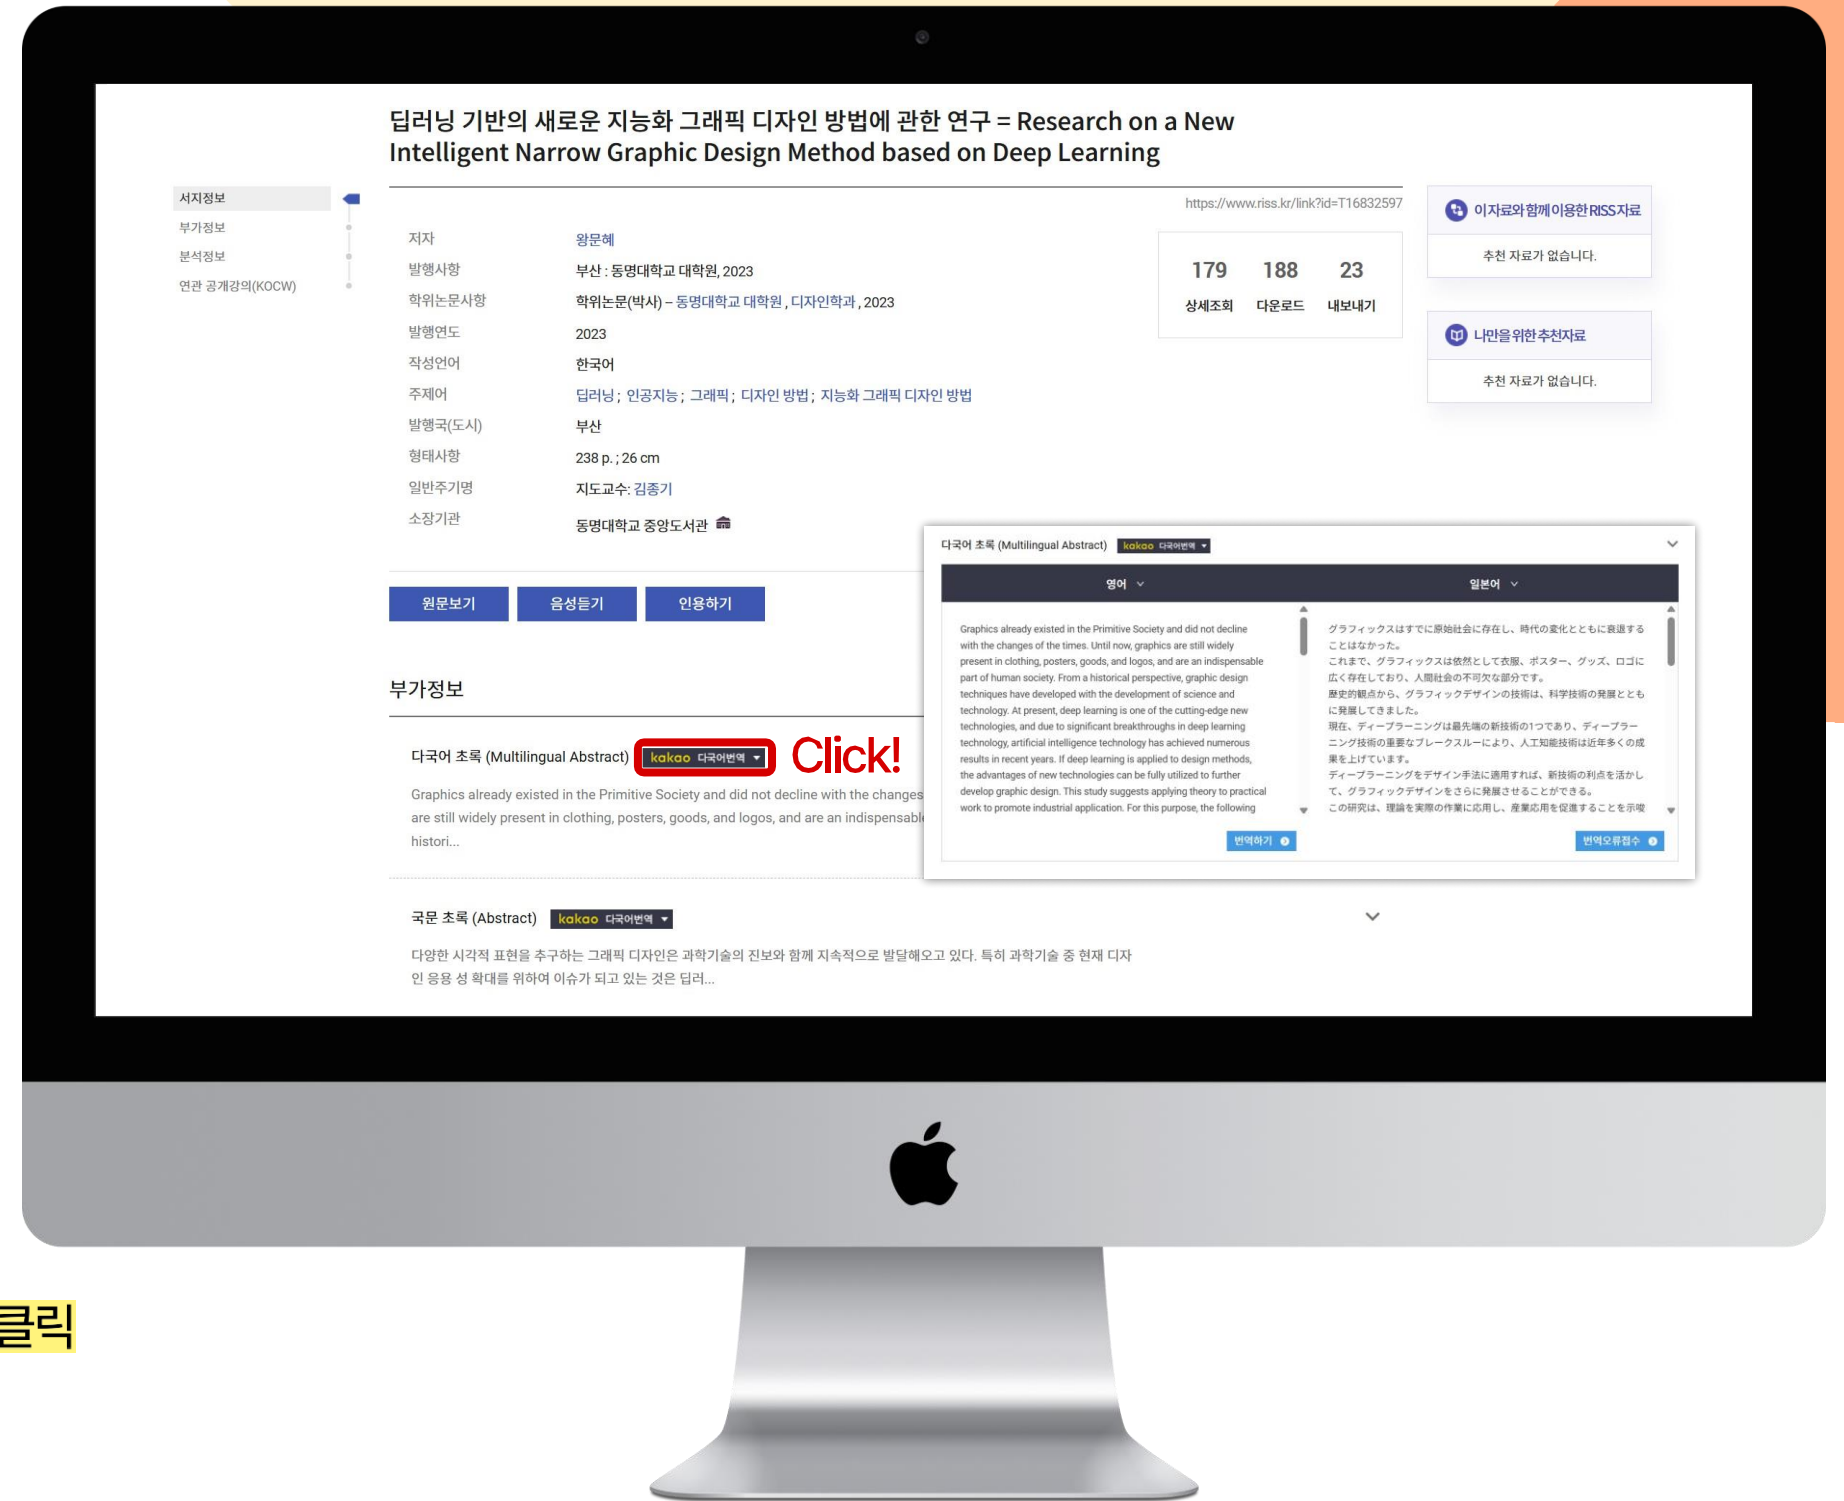 딥러닝 기반의 새로운 지능화 그래픽 디자인 방법에 관한 연구 = Research on a New
Intelligent Narrow Graphic Design Method based on Deep Learning
서지정보
부가정보
분석정보
연관 공개강의(KOCW)
https://www.riss.kr/link?id=T16832597
저자 왕문혜
발행사항 부산 : 동명대학교 대학원, 2023
학위논문사항 학위논문(박사) -- 동명대학교 대학원 , 디자인학과 , 2023
발행연도 2023
작성언어 한국어
주제어 딥러닝 ; 인공지능 ; 그래픽 ; 디자인 방법 ; 지능화 그래픽 디자인 방법
발행국(도시) 부산
형태사항 238 p. ; 26 cm
일반주기명 지도교수: 김종기
소장기관 동명대학교 중앙도서관
179 188 23
상세조회 다운로드 내보내기
이 자료와 함께 이용한 RISS 자료
추천 자료가 없습니다.
나만을 위한 추천자료
추천 자료가 없습니다.
원문보기 음성듣기 인용하기
부가정보
다국어 초록 (Multilingual Abstract) kakao 다국어번역 Click!
Graphics already existed in the Primitive Society and did not decline with the changes
are still widely present in clothing, posters, goods, and logos, and are an indispensabl
histori...
국문 초록 (Abstract) kakao 다국어번역
다양한 시각적 표현을 추구하는 그래픽 디자인은 과학기술의 진보와 함께 지속적으로 발달해오고 있다. 특히 과학기술 중 현재 디자
인 응용 성 확대를 위하여 이슈가 되고 있는 것은 딥러...
다국어 초록 (Multilingual Abstract) kakao 다국어번역
영어
Graphics already existed in the Primitive Society and did not decline
with the changes of the times. Until now, graphics are still widely
present in clothing, posters, goods, and logos, and are an indispensable
part of human society. From a historical perspective, graphic design
techniques have developed with the development of science and
technology. At present, deep learning is one of the cutting-edge new
technologies, and due to significant breakthroughs in deep learning
technology, artificial intelligence technology has achieved numerous
results in recent years. If deep learning is applied to design methods,
the advantages of new technologies can be fully utilized to further
develop graphic design. This study suggests applying theory to practical
work to promote industrial application. For this purpose, the following
번역하기
일본어
グラフィックスはすでに原始社会に存在し、時代の変化とともに衰退する
ことはなかった。
これまで、グラフィックスは依然として衣服、ポスター、グッズ、ロゴに
広く存在しており、人間社会の不可欠な部分です。
歴史的観点から、グラフィックデザインの技術は、科学技術の発展ととも
に発展してきました。
現在、ディープラーニングは最先端の新技術の1つであり、ディープラー
ニング技術の重要なブレークスルーにより、人工知能技術は近年多くの成
果を上げています。
ディープラーニングをデザイン手法に適用すれば、新技術の利点を活かし
て、グラフィックデザインをさらに発展させることができる。
この研究は、理論を実際の作業に応用し、産業応用を促進することを示唆
번역오류접수
클릭